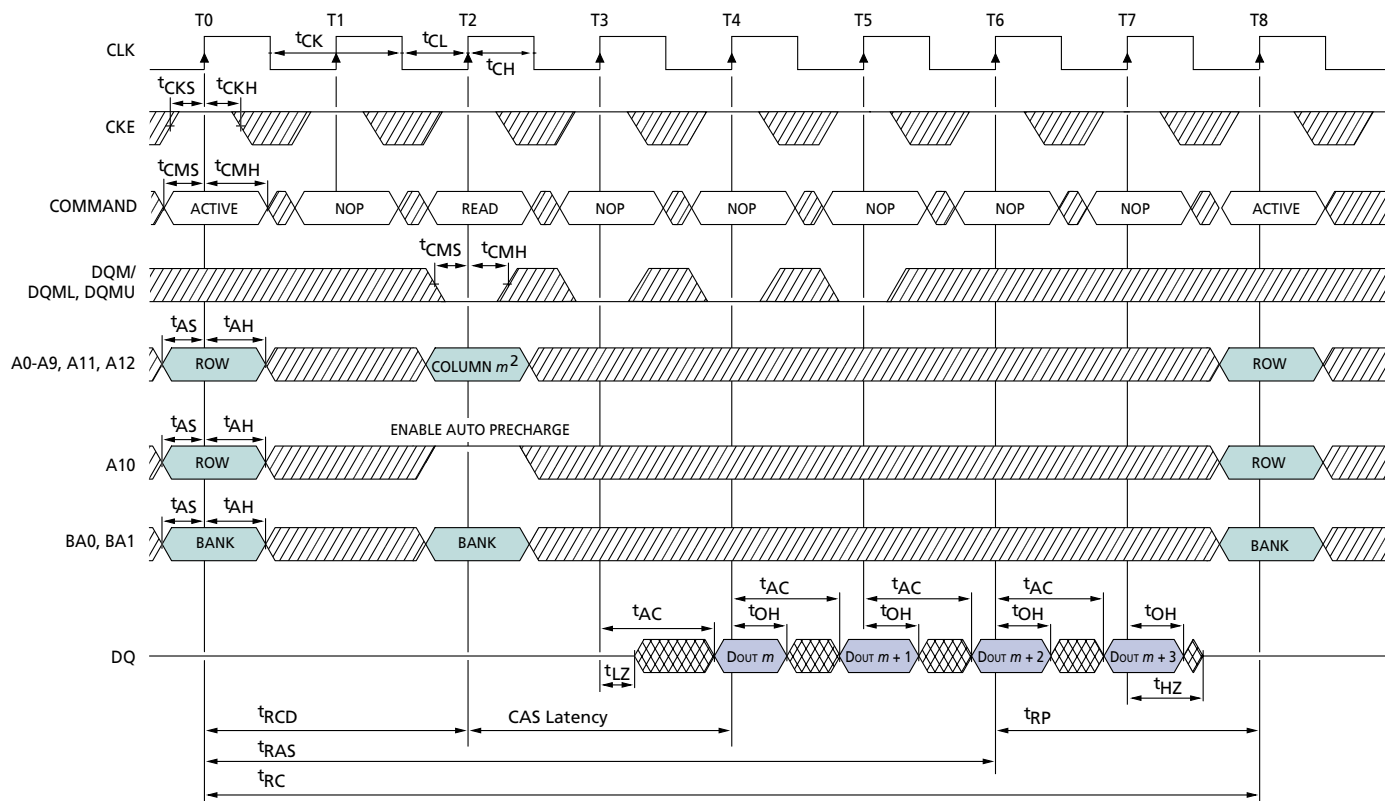 T0 T1 T2 T3 T4 T5 T6 T7 T8
CLK
tCK tCL
tCH
tCKS tCKH
CKE
tCMS tCMH
COMMAND ACTIVE NOP READ NOP NOP NOP NOP NOP ACTIVE
tCMS tCMH
DQM/
DQML, DQMU
tAS tAH
A0-A9, A11, A12 ROW COLUMN m2 ROW
ENABLE AUTO PRECHARGE
tAS tAH
A10 ROW ROW
tAS tAH
BA0, BA1 BANK BANK BANK
tAC tAC tAC
tAC tOH tOH tOH tOH
DQ DOUT m DOUT m + 1 DOUT m + 2 DOUT m + 3
tLZ tHZ
tRCD CAS Latency tRP
tRAS
tRC